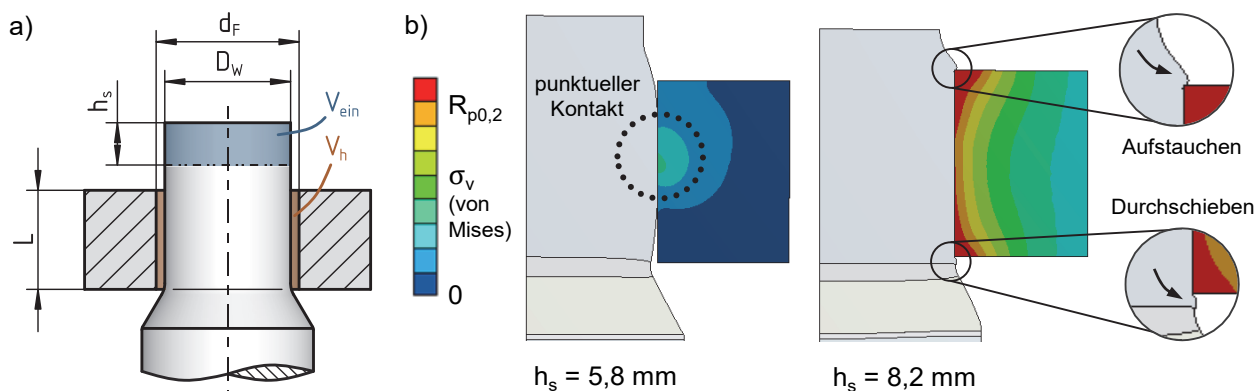 a)
d_F
D_W
h_s
V_ein
V_h
L
b)
R_p0,2
σ_v
(von
Mises)
0
punktueller
Kontakt
h_s = 5,8 mm
Aufstauchen
Durchschieben
h_s = 8,2 mm